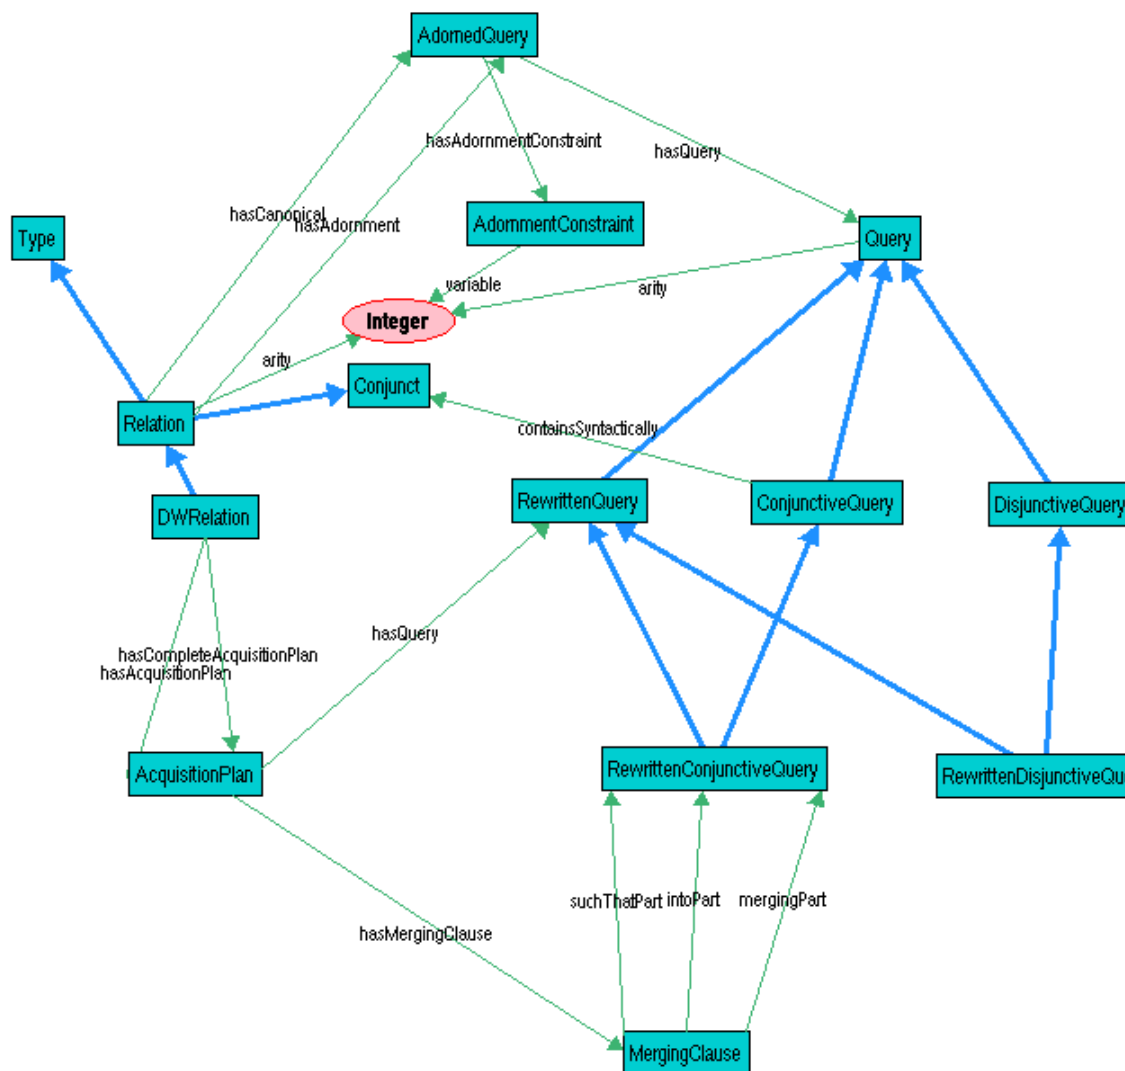 AdornedQuery
hasAdornmentConstraint
hasQuery
hasCanonical
hasAdornment
AdornmentConstraint
Type
Query
variable
arity
Integer
arity
Conjunct
Relation
containsSyntactically
RewrittenQuery
ConjunctiveQuery
DisjunctiveQuery
DWRelation
hasQuery
hasCompleteAcquisitionPlan
hasAcquisitionPlan
AcquisitionPlan
RewrittenConjunctiveQuery
RewrittenDisjunctiveQu
suchThatPart
intoPart
mergingPart
hasMergingClause
MergingClause